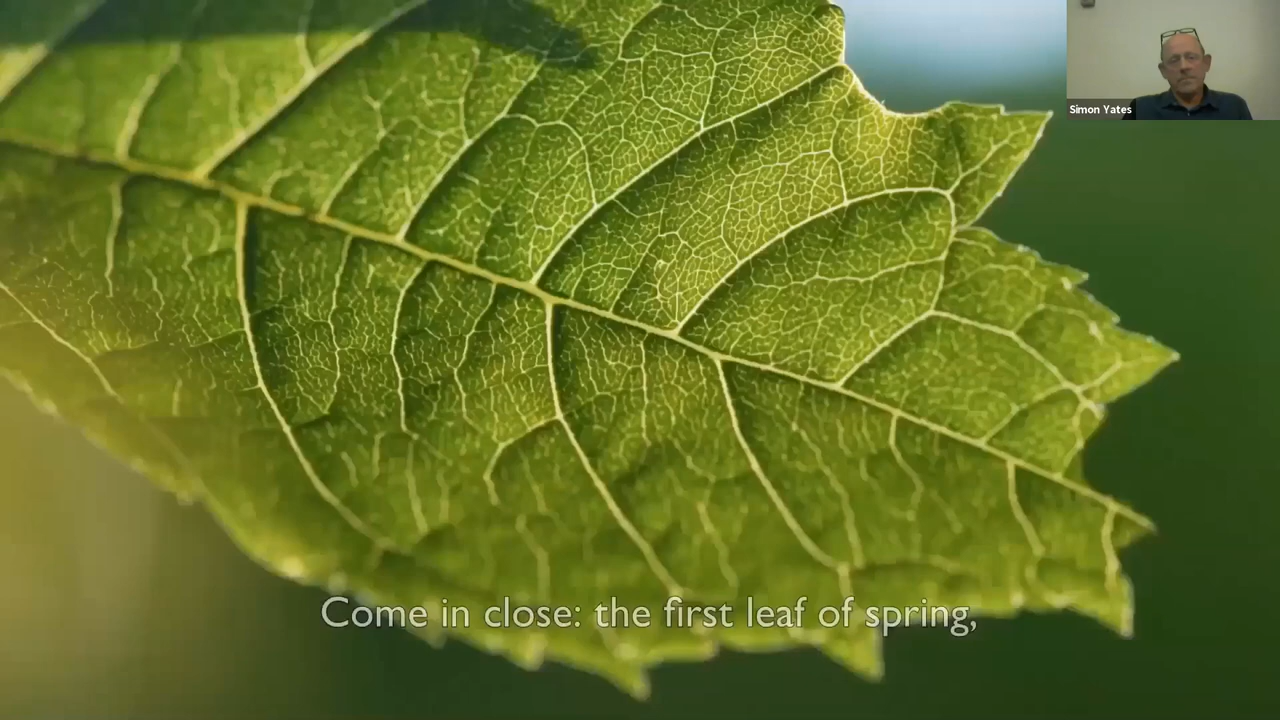 Simon Yates
Come in close: the first leaf of spring,